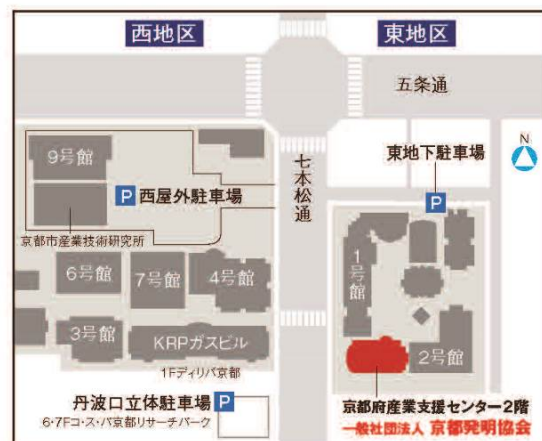 西地区
東地区
五条通
N
東地下駐車場
P
七本松通
9号館
P 西屋外駐車場
京都市産業技術研究所
1号館
6号館
7号館
4号館
3号館
KRPガスビル
2号館
1Fディリパ京都
丹波口立体駐車場 P
6・7Fコ・ス・パ京都リサーチパーク
京都府産業支援センター2階
一般社団法人 京都発明協会